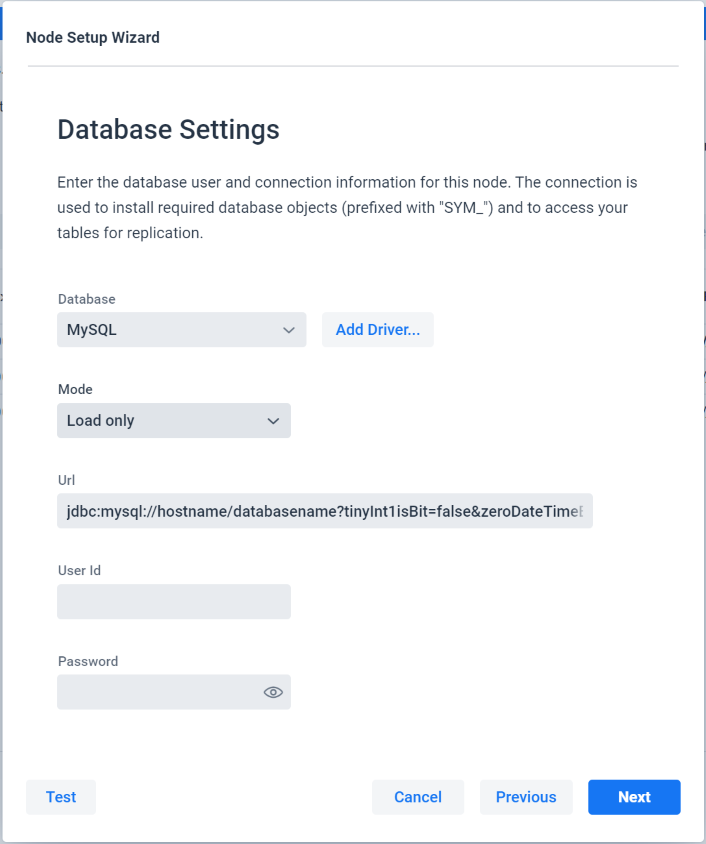 Node Setup Wizard
Database Settings
Enter the database user and connection information for this node. The connection is
used to install required database objects (prefixed with "SYM_") and to access your
tables for replication.
Database
MySQL
Add Driver...
Mode
Load only
Url
jdbc:mysql://hostname/databasename?tinyInt1isBit=false&zeroDateTime
User Id
Password
Test
Cancel
Previous
Next